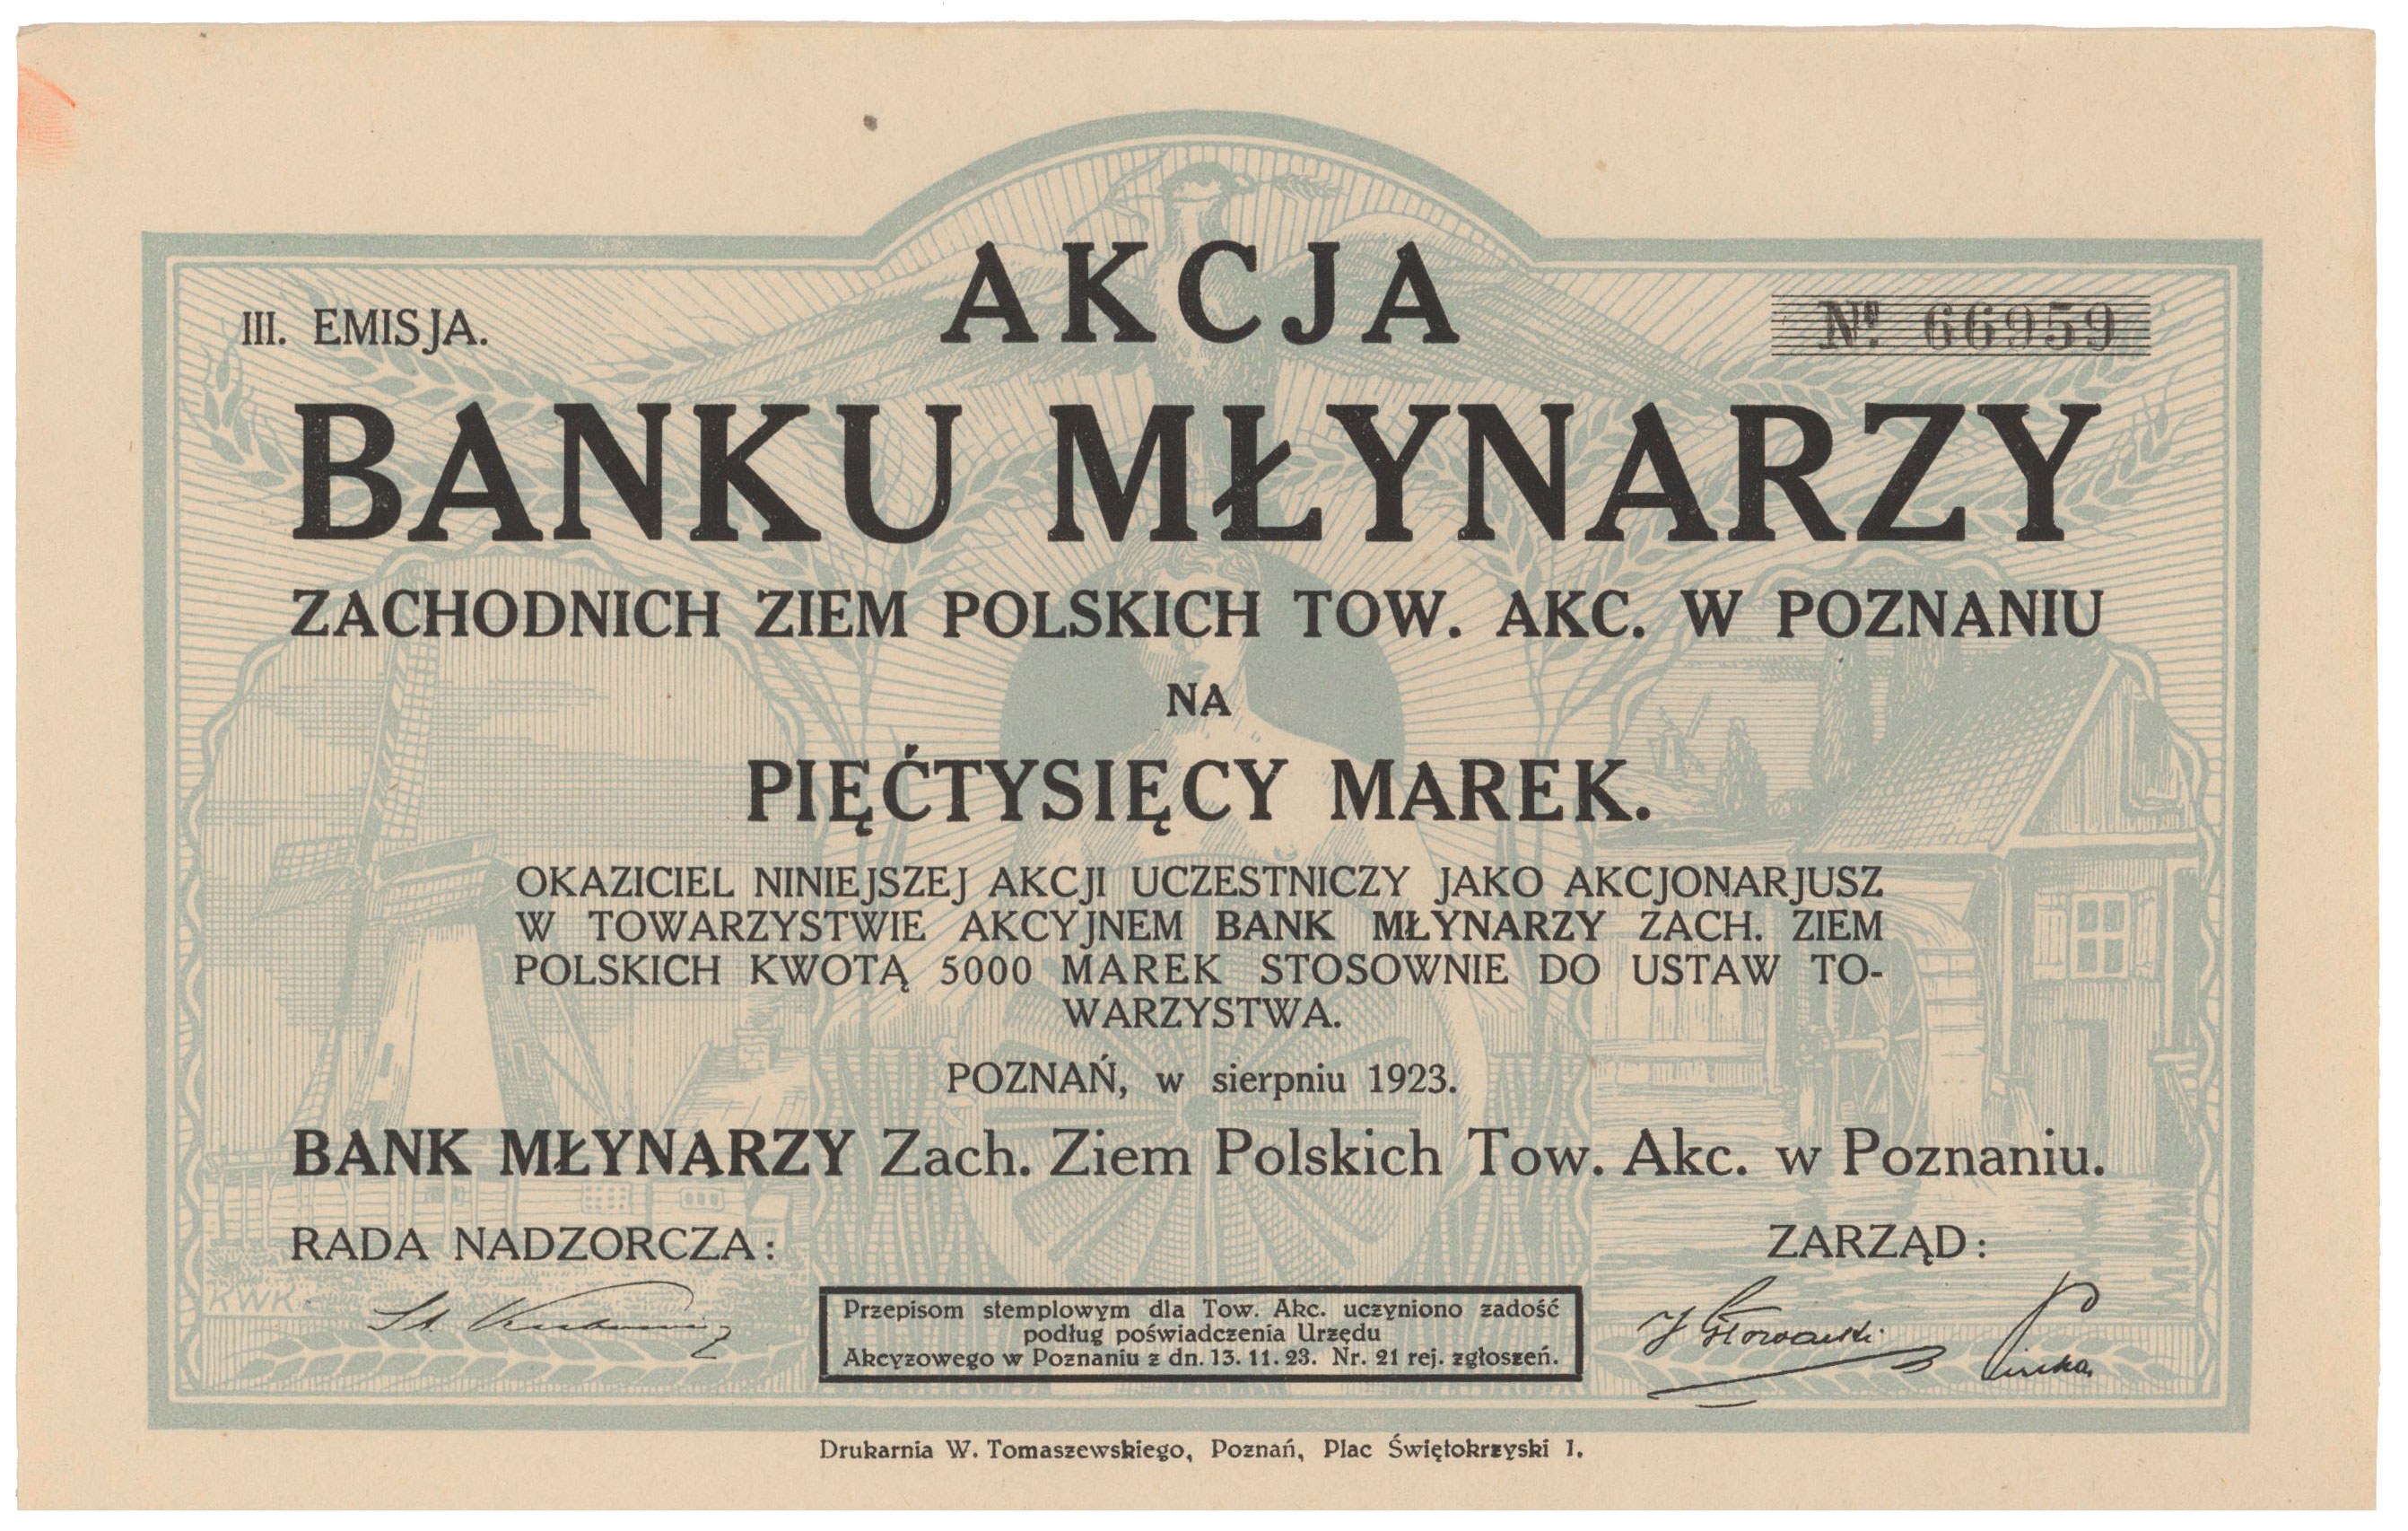 AKCJA
III. EMISJA.
Nº 66959
BANKU MŁYNARZY
ZACHODNICH ZIEM POLSKICH TOW. AKC. W POZNANIU
NA
PIĘĆTYSIĘCY MAREK.
OKAZICIEL NINIEJSZEJ AKCJI UCZESTNICZY JAKO AKCJONARJUSZ
W TOWARZYSTWIE AKCYJNEM BANK MŁYNARZY ZACH. ZIEM
POLSKICH KWOTĄ 5000 MAREK STOSOWNIE DO USTAW TO-
WARZYSTWA.
POZNAŃ, w sierpniu 1923.
BANK MŁYNARZY Zach. Ziem Polskich Tow. Akc. w Poznaniu.
RADA NADZORCZA:
ZARZĄD:
KWK
Przepisom stemplowym dla Tow. Akc. uczyniono zadość
podług poświadczenia Urzędu
Akcyzowego w Poznaniu z dn. 13. 11. 23. Nr. 21 rej. zgłoszeń.
Drukarnia W. Tomaszewskiego, Poznań, Plac Świętokrzyski 1.